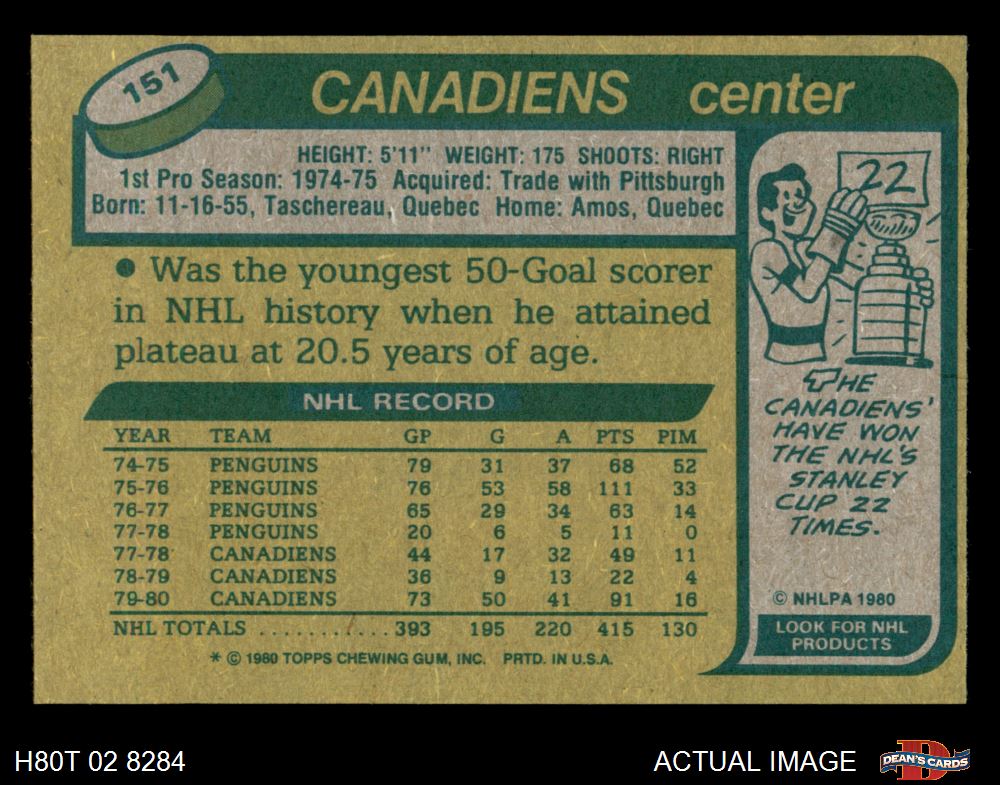 151
CANADIENS center
HEIGHT: 5'11" WEIGHT: 175 SHOOTS: RIGHT
1st Pro Season: 1974-75 Acquired: Trade with Pittsburgh
Born: 11-16-55, Taschereau, Quebec Home: Amos, Quebec
● Was the youngest 50-Goal scorer
in NHL history when he attained
plateau at 20.5 years of age.
NHL RECORD
YEAR TEAM GP G A PTS PIM
74-75 PENGUINS 79 31 37 68 52
75-76 PENGUINS 76 53 58 111 33
76-77 PENGUINS 65 29 34 63 14
77-78 PENGUINS 20 6 5 11 0
77-78 CANADIENS 44 17 32 49 11
78-79 CANADIENS 36 9 13 22 4
79-80 CANADIENS 73 50 41 91 16
NHL TOTALS ........... 393 195 220 415 130
* © 1980 TOPPS CHEWING GUM, INC. PRTD. IN U.S.A.
22
THE
CANADIENS'
HAVE WON
THE NHL'S
STANLEY
CUP 22
TIMES.
© NHLPA 1980
LOOK FOR NHL
PRODUCTS
H80T 02 8284
ACTUAL IMAGE
D
DEAN'S CARDS